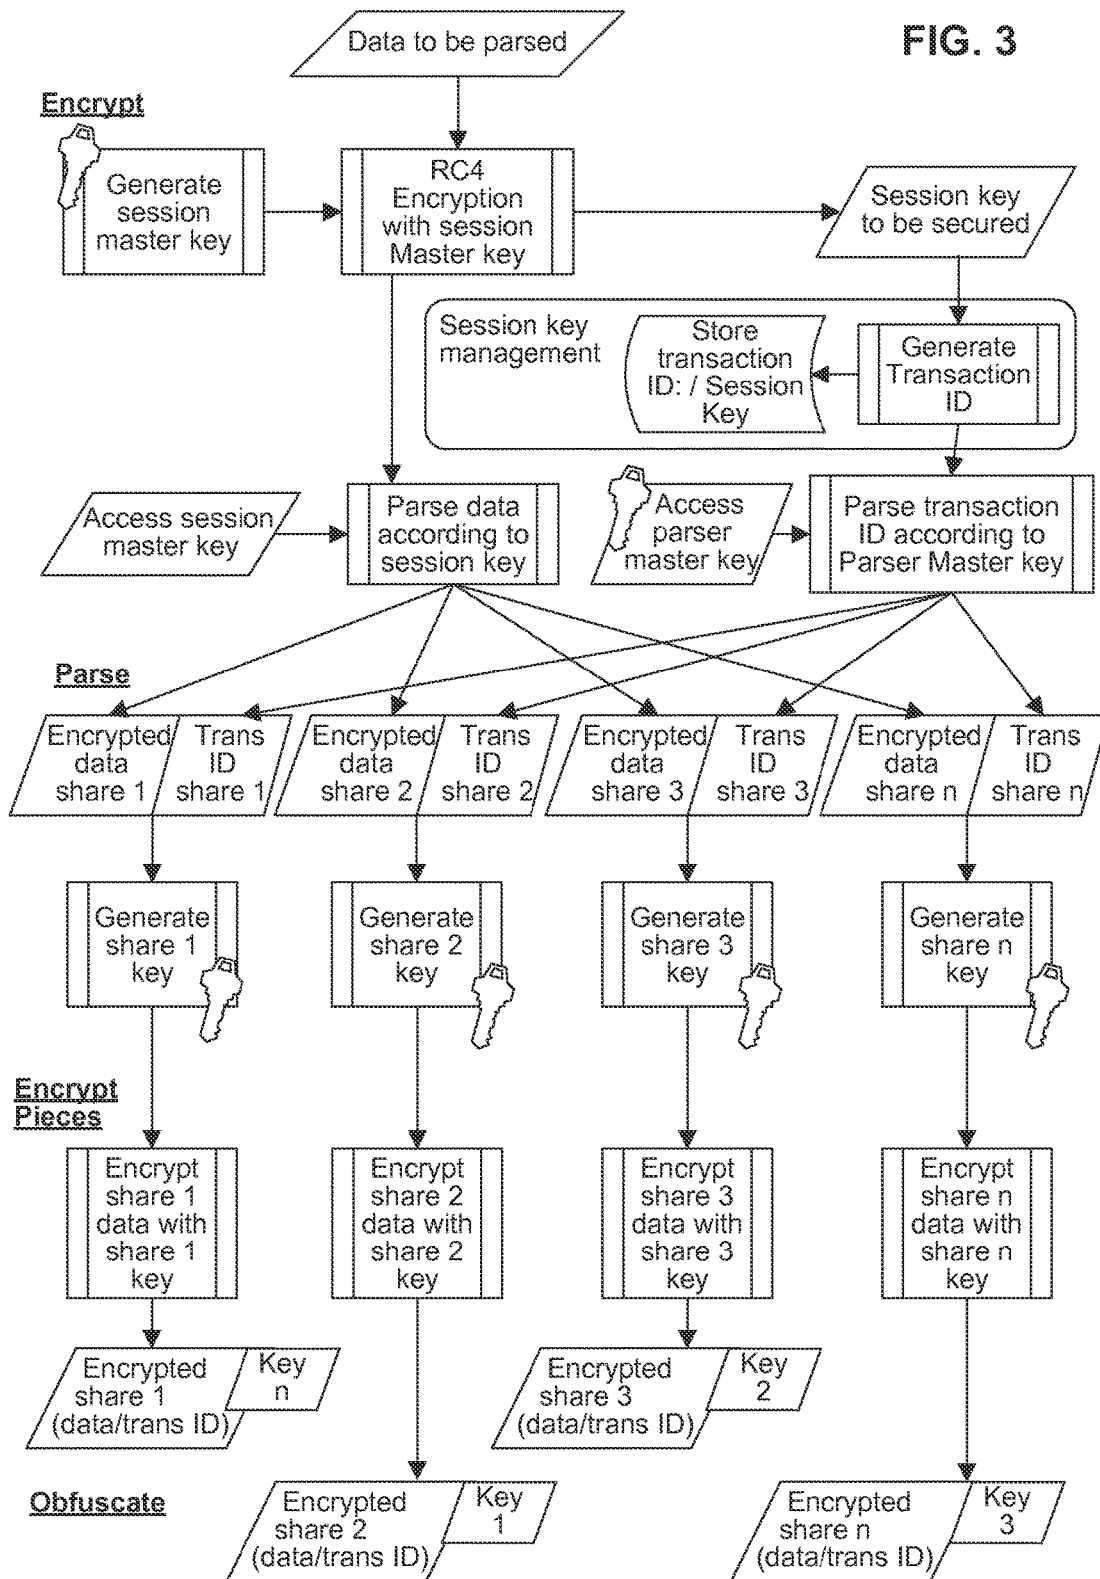 Data to be parsed
FIG. 3
Encrypt
Generate
session
master key
RC4
Encryption
with session
Master key
Session key
to be secured
Session key
management
Store
transaction
ID: / Session
Key
Generate
Transaction
ID
Access session
master key
Parse data
according to
session key
Access
parser
master key
Parse transaction
ID according to
Parser Master key
Parse
Encrypted
data
share 1
Trans
ID
share 1
Encrypted
data
share 2
Trans
ID
share 2
Encrypted
data
share 3
Trans
ID
share 3
Encrypted
data
share n
Trans
ID
share n
Generate
share 1
key
Generate
share 2
key
Generate
share 3
key
Generate
share n
key
Encrypt
Pieces
Encrypt
share 1
data with
share 1
key
Encrypt
share 2
data with
share 2
key
Encrypt
share 3
data with
share 3
key
Encrypt
share n
data with
share n
key
Encrypted
share 1
(data/trans ID)
Key
n
Encrypted
share 3
(data/trans ID)
Key
2
Obfuscate
Encrypted
share 2
(data/trans ID)
Key
1
Encrypted
share n
(data/trans ID)
Key
3